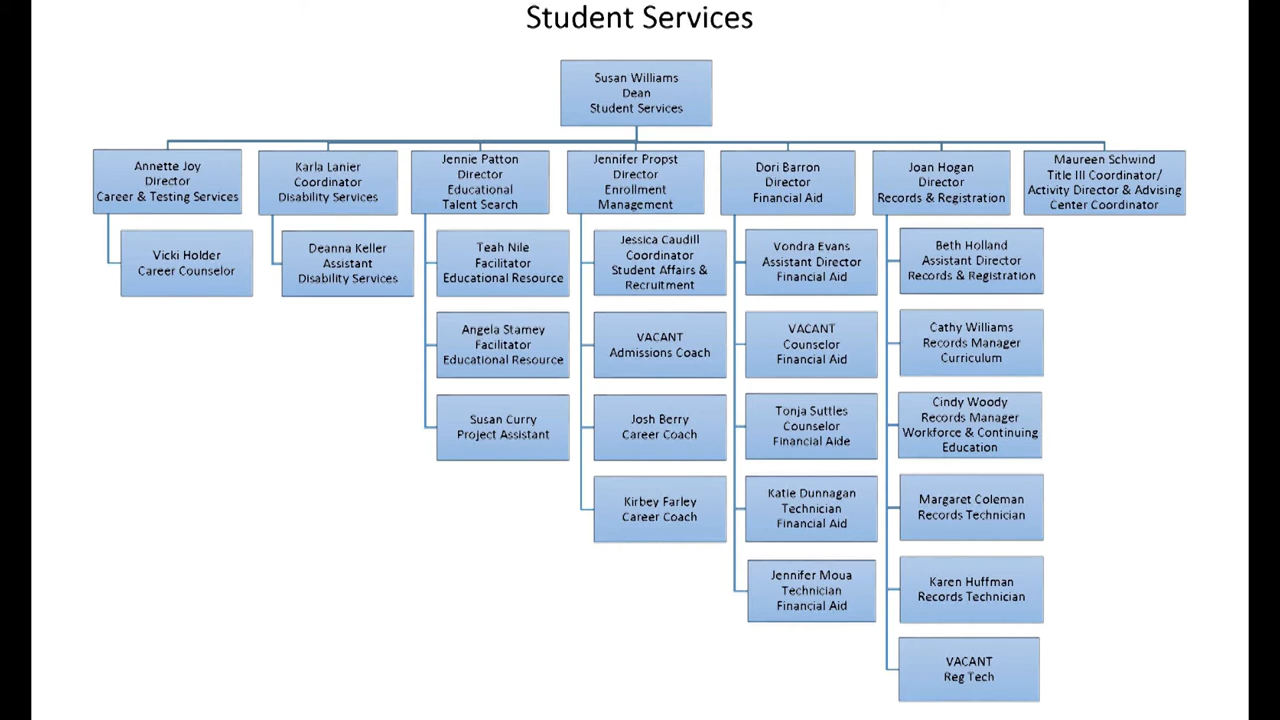 Student Services
Susan Williams
Dean
Student Services
Annette Joy
Director
Career & Testing Services
Karla Lanier
Coordinator
Disability Services
Jennie Patton
Director
Educational
Talent Search
Jennifer Propst
Director
Enrollment
Management
Dori Barron
Director
Financial Aid
Joan Hogan
Director
Records & Registration
Maureen Schwind
Title III Coordinator/
Activity Director & Advising
Center Coordinator
Vicki Holder
Career Counselor
Deanna Keller
Assistant
Disability Services
Teah Nile
Facilitator
Educational Resource
Jessica Caudill
Coordinator
Student Affairs &
Recruitment
Vondra Evans
Assistant Director
Financial Aid
Beth Holland
Assistant Director
Records & Registration
Angela Stamey
Facilitator
Educational Resource
VACANT
Admissions Coach
VACANT
Counselor
Financial Aid
Cathy Williams
Records Manager
Curriculum
Susan Curry
Project Assistant
Josh Berry
Career Coach
Tonja Suttles
Counselor
Financial Aide
Cindy Woody
Records Manager
Workforce & Continuing
Education
Kirbey Farley
Career Coach
Katie Dunnagan
Technician
Financial Aid
Margaret Coleman
Records Technician
Jennifer Moua
Technician
Financial Aid
Karen Huffman
Records Technician
VACANT
Reg Tech